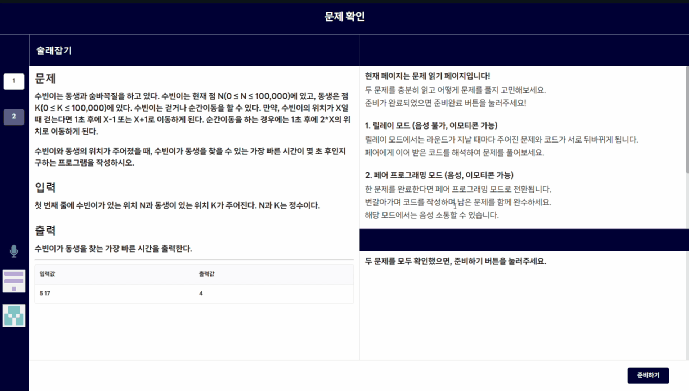 문제 확인
술래잡기
1
2
문제
수빈이는 동생과 숨바꼭질을 하고 있다. 수빈이는 현재 점 N(0 ≤ N ≤ 100,000)에 있고, 동생은 점
K(0 ≤ K ≤ 100,000)에 있다. 수빈이는 걷거나 순간이동을 할 수 있다. 만약, 수빈이의 위치가 X일
때 걷는다면 1초 후에 X-1 또는 X+1로 이동하게 된다. 순간이동을 하는 경우에는 1초 후에 2*X의 위
치로 이동하게 된다.
수빈이와 동생의 위치가 주어졌을 때, 수빈이가 동생을 찾을 수 있는 가장 빠른 시간이 몇 초 후인지
구하는 프로그램을 작성하시오.
입력
첫 번째 줄에 수빈이가 있는 위치 N과 동생이 있는 위치 K가 주어진다. N과 K는 정수이다.
출력
수빈이가 동생을 찾는 가장 빠른 시간을 출력한다.
입력값 출력값
5 17 4
현재 페이지는 문제 읽기 페이지입니다!
두 문제를 충분히 읽고 어떻게 문제를 풀지 고민해보세요.
준비가 완료되었으면 준비완료 버튼을 눌러주세요!
1. 릴레이 모드 (음성 불가, 이모티콘 가능)
릴레이 모드에서는 라운드가 지날 때마다 주어진 문제와 코드가 서로 뒤바뀌게 됩니다.
페어에게 이어 받은 코드를 해석하여 문제를 풀어보세요.
2. 페어 프로그래밍 모드 (음성, 이모티콘 가능)
한 문제를 완료한다면 페어 프로그래밍 모드로 전환됩니다.
번갈아가며 코드를 작성하며 남은 문제를 함께 완수하세요.
해당 모드에서는 음성 소통할 수 있습니다.
두 문제를 모두 확인했으면, 준비하기 버튼을 눌러주세요.
준비하기